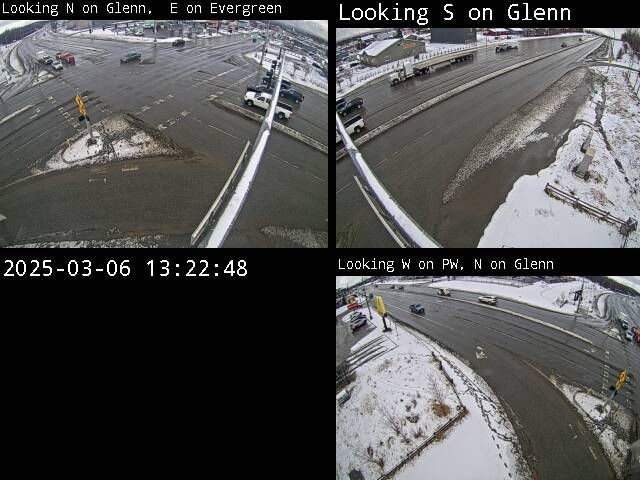 Looking N on Glenn,  E on Evergreen
Looking S on Glenn
2025-03-06 13:22:48
Looking W on PW, N on Glenn